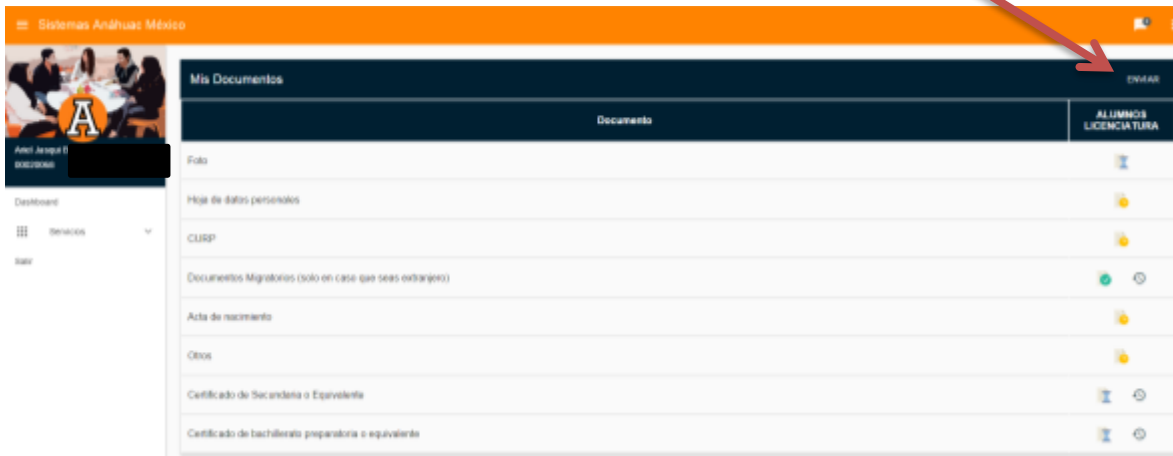 Sistemas Anáhuac México
0
A
Mis Documentos
ENVIAR
Documento
ALUMNOS
LICENCIATURA
Foto
Hoja de datos personales
Dashboard
Servicios
CURP
Salir
Documentos Migratorios (solo en caso que seas extranjero)
Acta de nacimiento
Otros
Certificado de Secundaria o Equivalente
Certificado de bachillerato preparatoria o equivalente